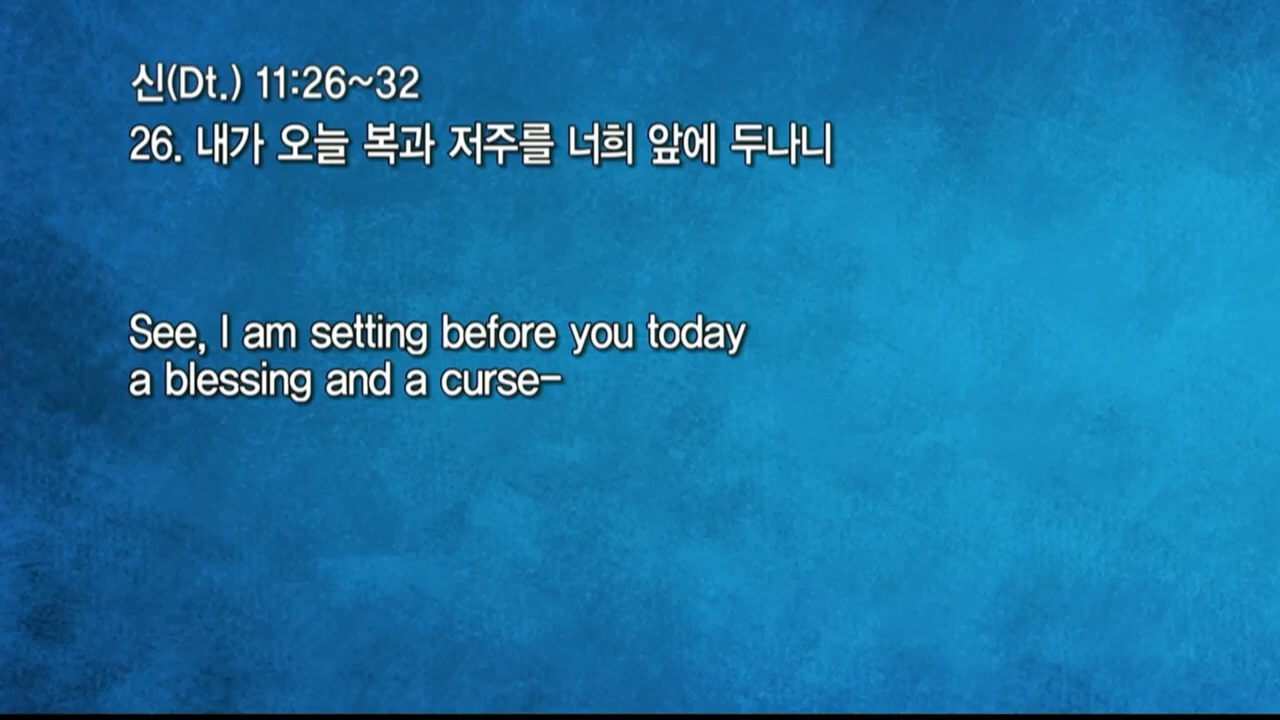 신(Dt.) 11:26~32
26. 내가 오늘 복과 저주를 너희 앞에 두나니
See, I am setting before you today
a blessing and a curse-